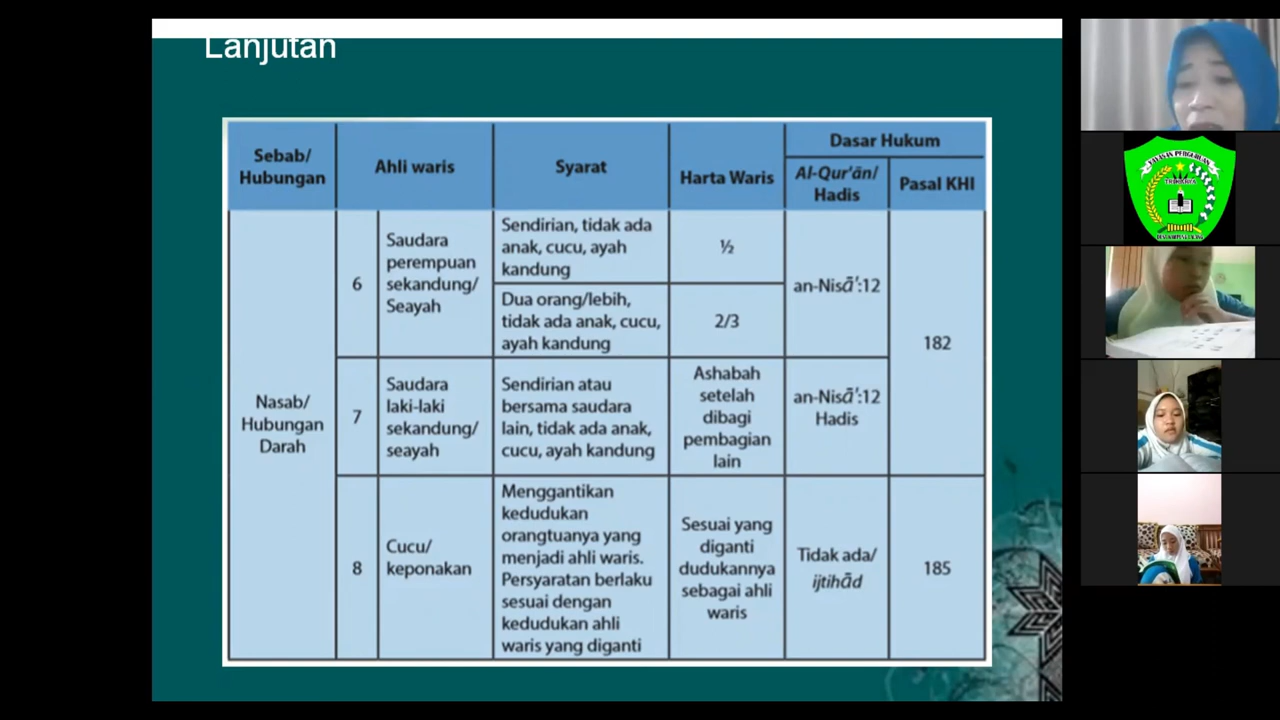 Lanjutan
Sebab/
Hubungan
Ahli waris
Syarat
Harta Waris
Dasar Hukum
Al-Qur'ān/
Hadis
Pasal KHI
Nasab/
Hubungan
Darah
6
Saudara
perempuan
sekandung/
Seayah
Sendirian, tidak ada
anak, cucu, ayah
kandung
½
Dua orang/lebih,
tidak ada anak, cucu,
ayah kandung
2/3
an-Nisā':12
182
7
Saudara
laki-laki
sekandung/
seayah
Sendirian atau
bersama saudara
lain, tidak ada anak,
cucu, ayah kandung
Ashabah
setelah
dibagi
pembagian
lain
an-Nisā':12
Hadis
8
Cucu/
keponakan
Menggantikan
kedudukan
orangtuanya yang
menjadi ahli waris.
Persyaratan berlaku
sesuai dengan
kedudukan ahli
waris yang diganti
Sesuai yang
diganti
dudukannya
sebagai ahli
waris
Tidak ada/
ijtihād
185
YAYASAN PERGURUAN